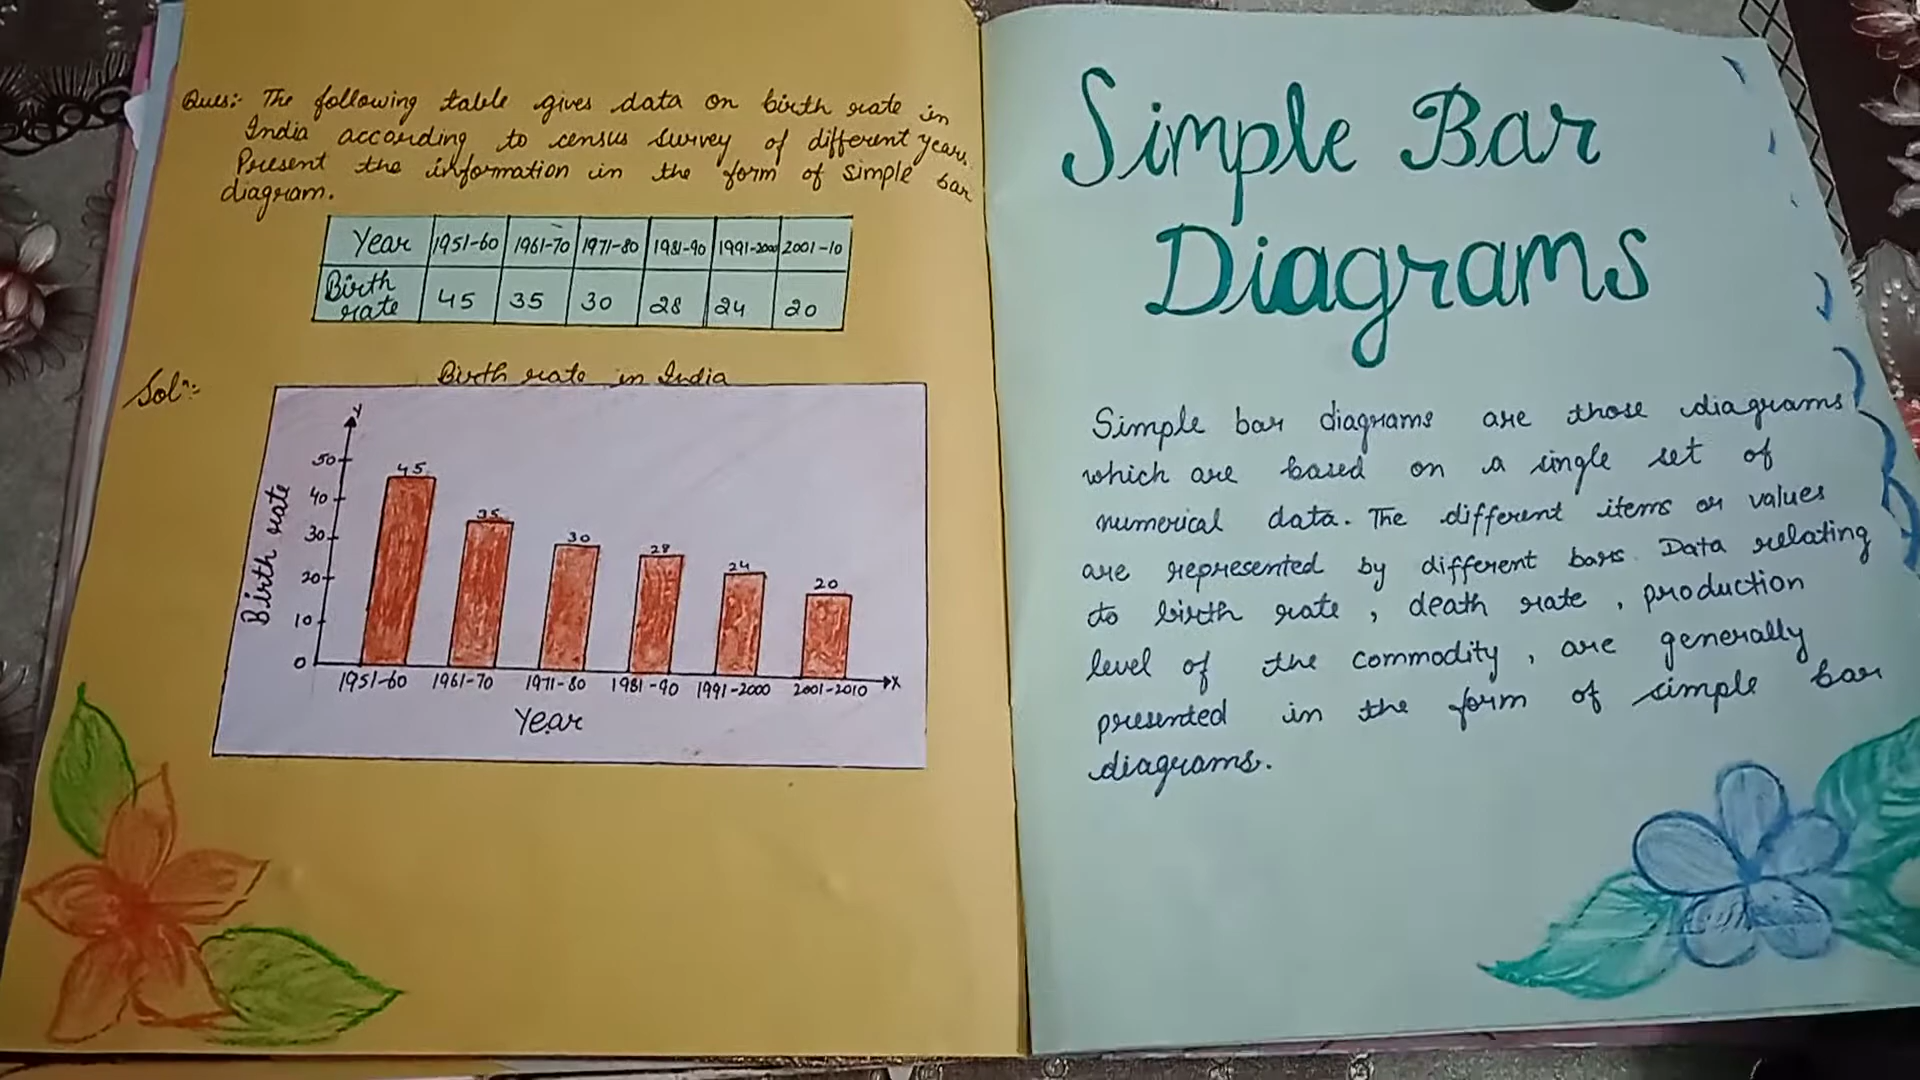 Ques:- The following table gives data on birth rate in
India according to census survey of different years.
Present the information in the form of simple bar
diagram.
Year 1951-60 1961-70 1971-80 1981-90 1991-2000 2001-10
Birth rate 45 35 30 28 24 20
Solⁿ:-
Birth rate in India
Y
50
40
30
20
10
0
Birth rate
45
35
30
28
24
20
1951-60 1961-70 1971-80 1981-90 1991-2000 2001-2010
X
Year
Simple Bar
Diagrams
Simple bar diagrams are those diagrams
which are based on a single set of
numerical data. The different items or values
are represented by different bars. Data relating
to birth rate, death rate, production
level of the commodity, are generally
presented in the form of simple bar
diagrams.